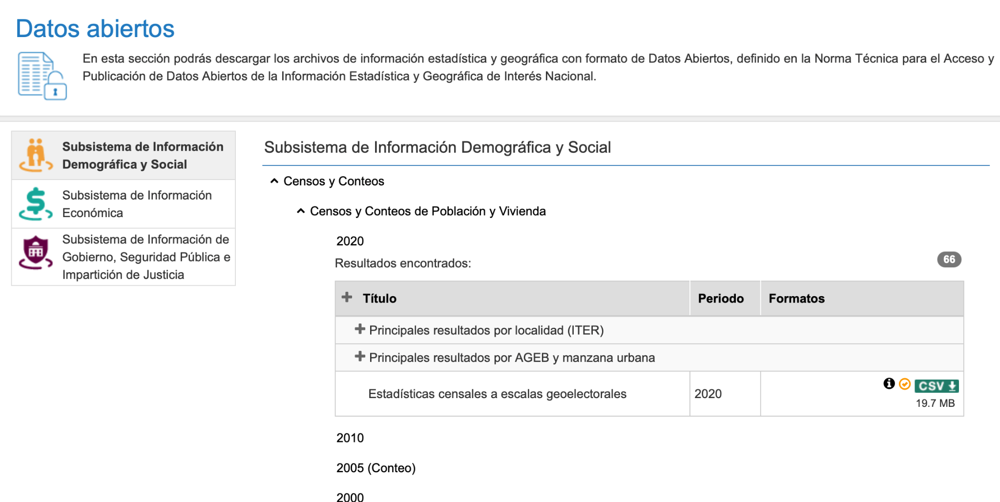 Datos abiertos
En esta sección podrás descargar los archivos de información estadística y geográfica con formato de Datos Abiertos, definido en la Norma Técnica para el Acceso y
Publicación de Datos Abiertos de la Información Estadística y Geográfica de Interés Nacional.
Subsistema de Información
Demográfica y Social
Subsistema de Información
Económica
Subsistema de Información de
Gobierno, Seguridad Pública e
Impartición de Justicia
Subsistema de Información Demográfica y Social
Censos y Conteos
Censos y Conteos de Población y Vivienda
2020
Resultados encontrados: 66
Título Periodo Formatos
Principales resultados por localidad (ITER)
Principales resultados por AGEB y manzana urbana
Estadísticas censales a escalas geoelectorales 2020 CSV
19.7 MB
2010
2005 (Conteo)
2000